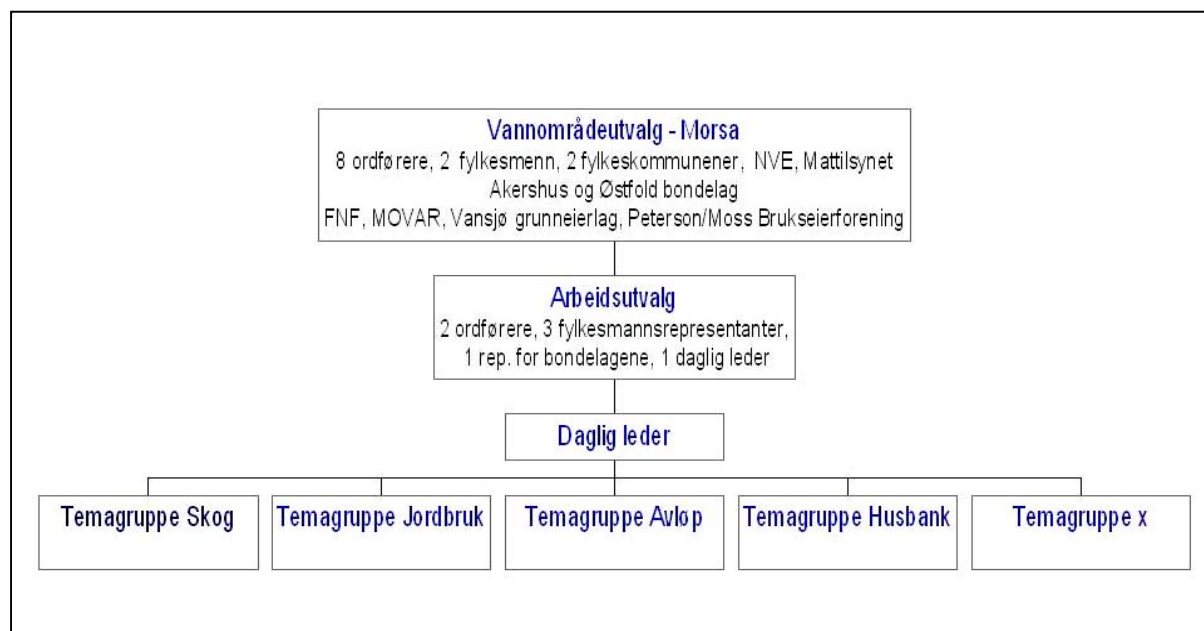 Vannområdeutvalg - Morsa
8 ordførere, 2 fylkesmenn, 2 fylkeskommunener, NVE, Mattilsynet
Akershus og Østfold bondelag
FNF, MOVAR, Vansjø grunneierlag, Peterson/Moss Brukseierforening
Arbeidsutvalg
2 ordførere, 3 fylkesmannsrepresentanter,
1 rep. for bondelagene, 1 daglig leder
Daglig leder
Temagruppe Skog
Temagruppe Jordbruk
Temagruppe Avløp
Temagruppe Husbank
Temagruppe x